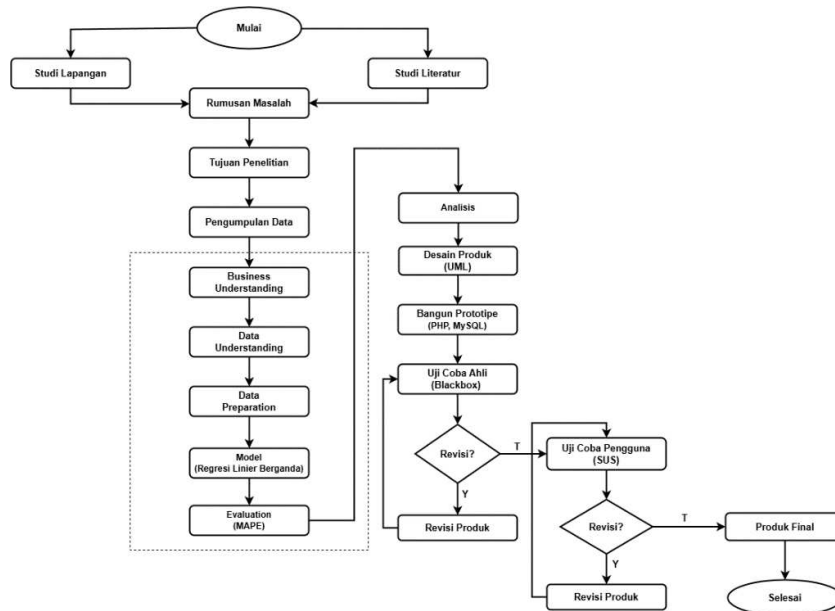 Mulai
Studi Lapangan
Studi Literatur
Rumusan Masalah
Tujuan Penelitian
Pengumpulan Data
Business
Understanding
Data
Understanding
Data
Preparation
Model
(Regresi Linier Berganda)
Evaluation
(MAPE)
Analisis
Desain Produk
(UML)
Bangun Prototipe
(PHP, MySQL)
Uji Coba Ahli
(Blackbox)
Revisi?
T
Y
Revisi Produk
Uji Coba Pengguna
(SUS)
Revisi?
T
Y
Revisi Produk
Produk Final
Selesai